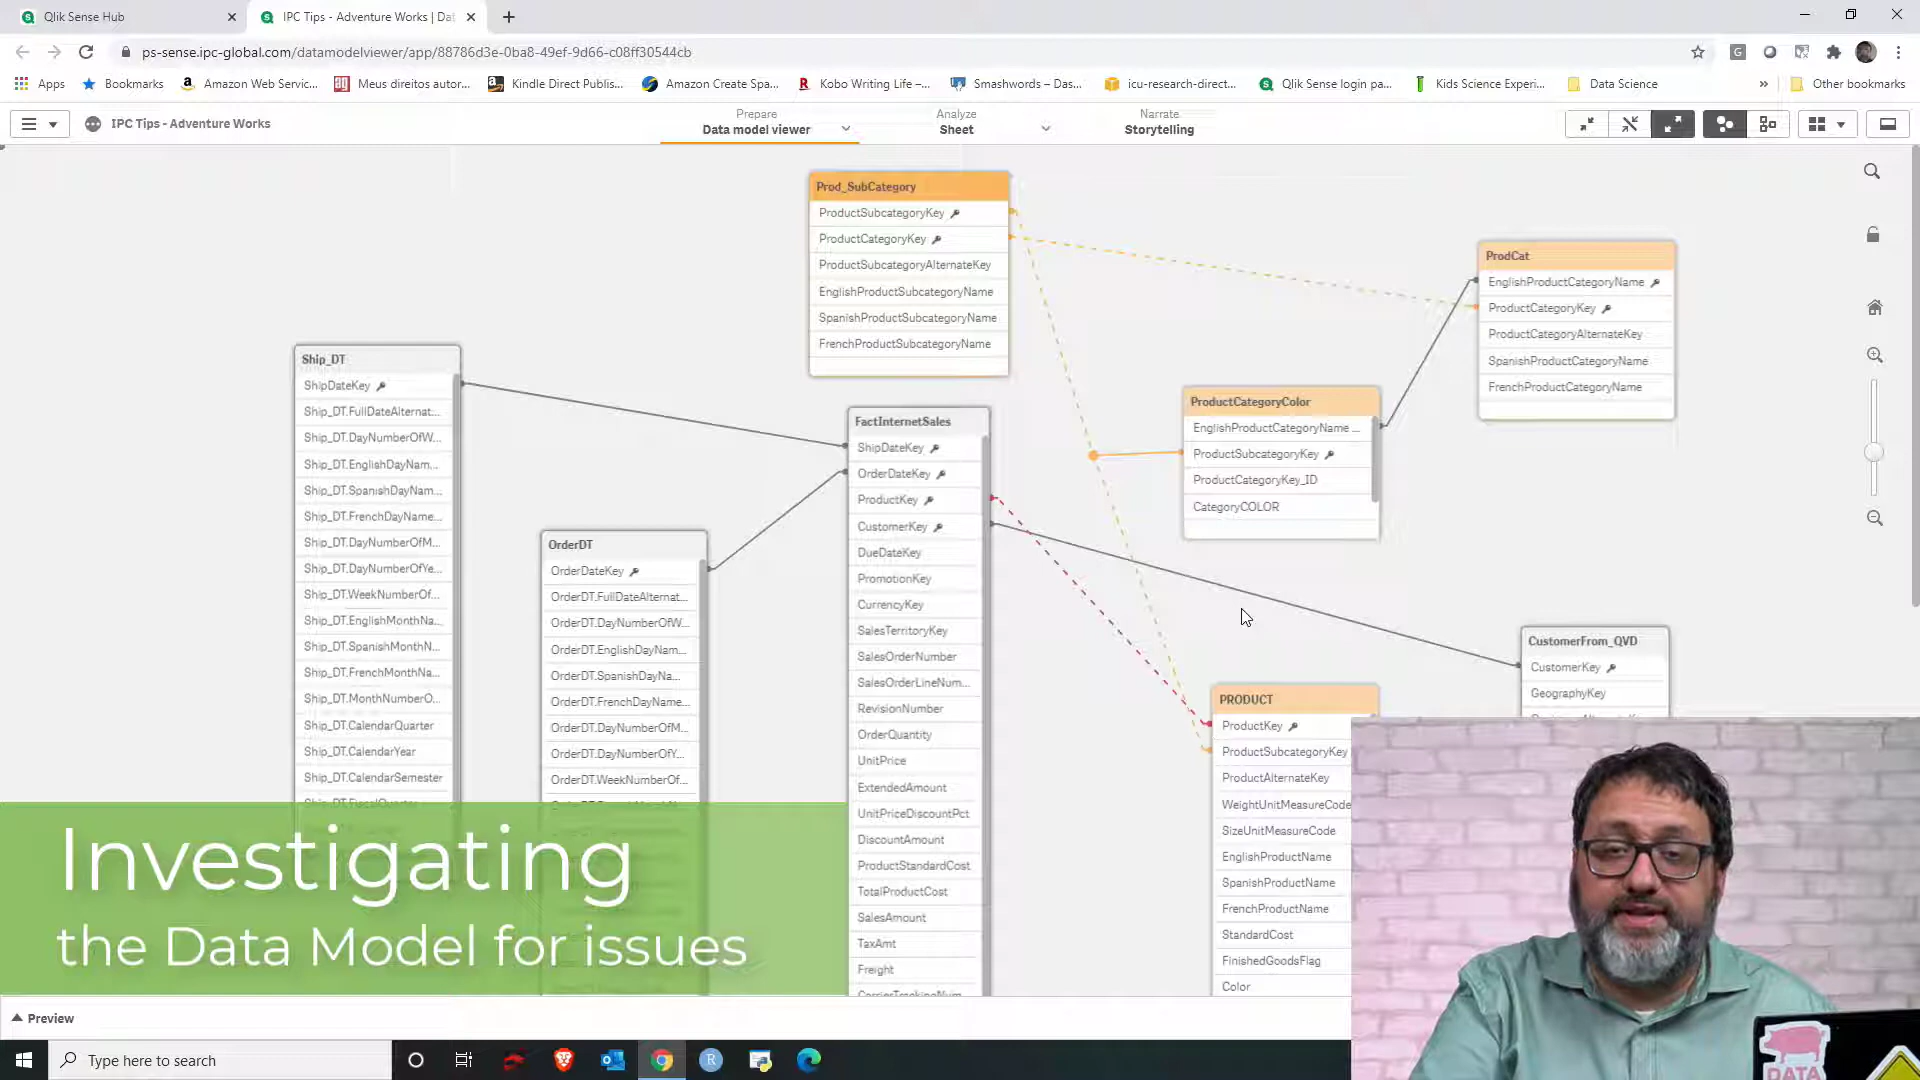 Qlik Sense Hub
IPC Tips - Adventure Works | Dat
ps-sense.ipc-global.com/datamodelviewer/app/88786d3e-0ba8-49ef-9d66-c08ff30544cb
Apps
Bookmarks
Amazon Web Servic...
Meus direitos autor...
Kindle Direct Publis...
Amazon Create Spa...
Kobo Writing Life –...
Smashwords – Das...
icu-research-direct...
Qlik Sense login pa...
Kids Science Experi...
Data Science
Other bookmarks
IPC Tips - Adventure Works
Prepare
Data model viewer
Analyze
Sheet
Narrate
Storytelling
Prod_SubCategory
ProductSubcategoryKey
ProductCategoryKey
ProductSubcategoryAlternateKey
EnglishProductSubcategoryName
SpanishProductSubcategoryName
FrenchProductSubcategoryName
ProdCat
EnglishProductCategoryName
ProductCategoryKey
ProductCategoryAlternateKey
SpanishProductCategoryName
FrenchProductCategoryName
Ship_DT
ShipDateKey
Ship_DT.FullDateAlternat...
Ship_DT.DayNumberOfW...
Ship_DT.EnglishDayNam...
Ship_DT.SpanishDayNam...
Ship_DT.FrenchDayName...
Ship_DT.DayNumberOfM...
Ship_DT.DayNumberOfYe...
Ship_DT.WeekNumberOf...
Ship_DT.EnglishMonthNa...
Ship_DT.SpanishMonthN...
Ship_DT.FrenchMonthNa...
Ship_DT.MonthNumberO...
Ship_DT.CalendarQuarter
Ship_DT.CalendarYear
Ship_DT.CalendarSemester
Ship_DT.FiscalQuarter
OrderDT
OrderDateKey
OrderDT.FullDateAlternat...
OrderDT.DayNumberOfW...
OrderDT.EnglishDayNam...
OrderDT.SpanishDayNa...
OrderDT.FrenchDayName...
OrderDT.DayNumberOfM...
OrderDT.DayNumberOfY...
OrderDT.WeekNumberOf...
FactInternetSales
ShipDateKey
OrderDateKey
ProductKey
CustomerKey
DueDateKey
PromotionKey
CurrencyKey
SalesTerritoryKey
SalesOrderNumber
SalesOrderLineNum...
RevisionNumber
OrderQuantity
UnitPrice
ExtendedAmount
UnitPriceDiscountPct
DiscountAmount
ProductStandardCost
TotalProductCost
SalesAmount
TaxAmt
Freight
CarrierTrackingNum...
ProductCategoryColor
EnglishProductCategoryName ...
ProductSubcategoryKey
ProductCategoryKey_ID
CategoryCOLOR
PRODUCT
ProductKey
ProductSubcategoryKey
ProductAlternateKey
WeightUnitMeasureCode
SizeUnitMeasureCode
EnglishProductName
SpanishProductName
FrenchProductName
StandardCost
FinishedGoodsFlag
Color
CustomerFrom_QVD
CustomerKey
GeographyKey
Investigating
the Data Model for issues
Preview
Type here to search
DATA